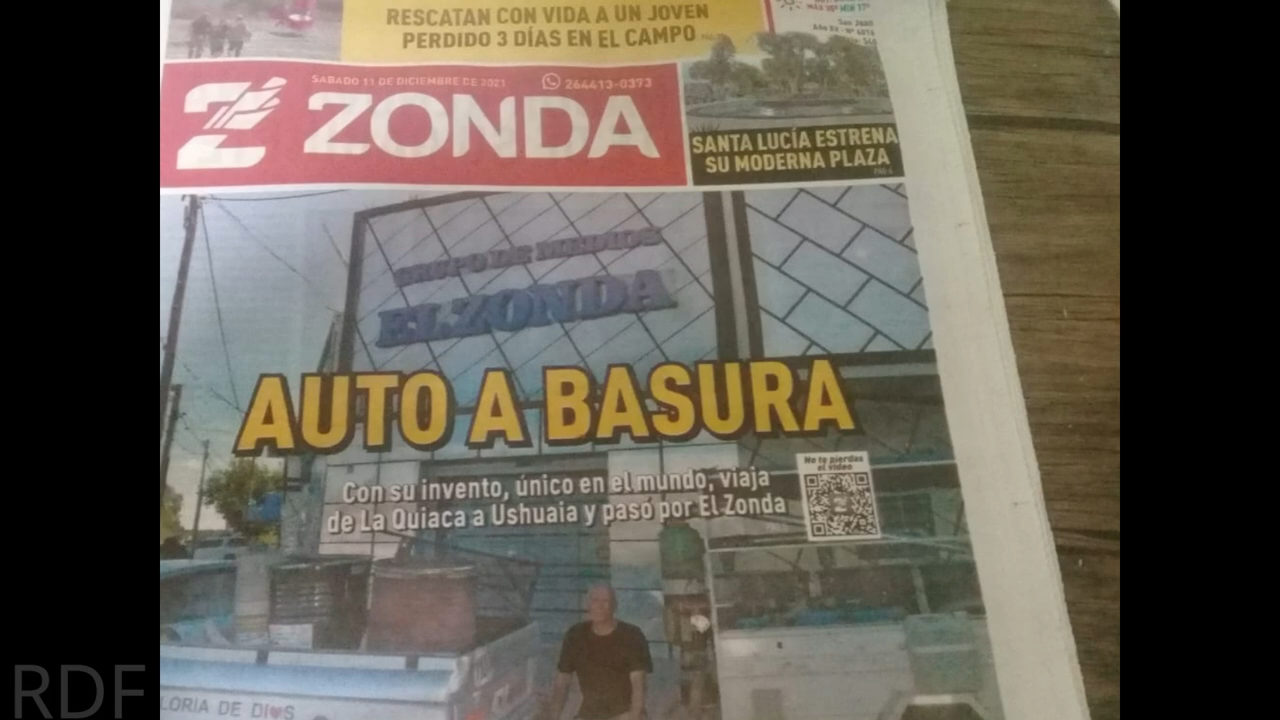 RESCATAN CON VIDA A UN JOVEN
PERDIDO 3 DÍAS EN EL CAMPO
San Juan
SABADO 11 DE DICIEMBRE DE 2021
264413-0373
ZONDA
SANTA LUCÍA ESTRENA
SU MODERNA PLAZA
GRUPO DE MEDIOS
EL ZONDA
AUTO A BASURA
No te pierdas
el video
Con su invento, único en el mundo, viaja
de La Quiaca a Ushuaia y pasó por El Zonda
LORIA DE DIOS
RDF